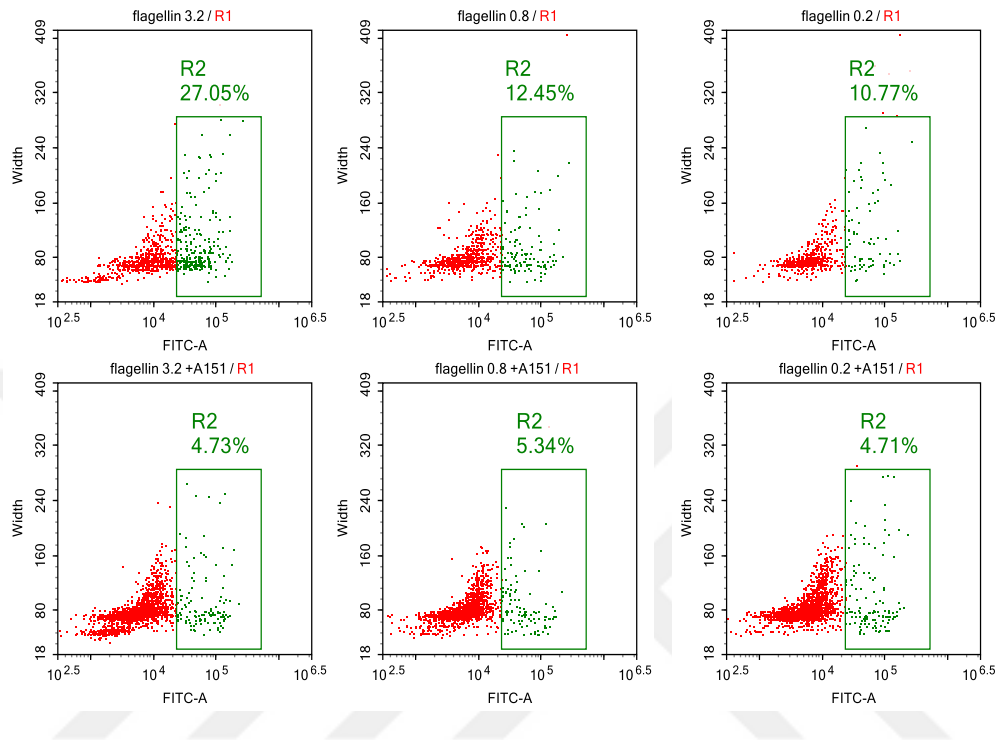 flagellin 3.2 / R1
409
320
240
160
80
18
Width
R2
27.05%
10^2.5
10^4
10^5
10^6.5
FITC-A
flagellin 0.8 / R1
409
320
240
160
80
18
Width
R2
12.45%
10^2.5
10^4
10^5
10^6.5
FITC-A
flagellin 0.2 / R1
409
320
240
160
80
18
Width
R2
10.77%
10^2.5
10^4
10^5
10^6.5
FITC-A
flagellin 3.2 +A151 / R1
409
320
240
160
80
18
Width
R2
4.73%
10^2.5
10^4
10^5
10^6.5
FITC-A
flagellin 0.8 +A151 / R1
409
320
240
160
80
18
Width
R2
5.34%
10^2.5
10^4
10^5
10^6.5
FITC-A
flagellin 0.2 +A151 / R1
409
320
240
160
80
18
Width
R2
4.71%
10^2.5
10^4
10^5
10^6.5
FITC-A